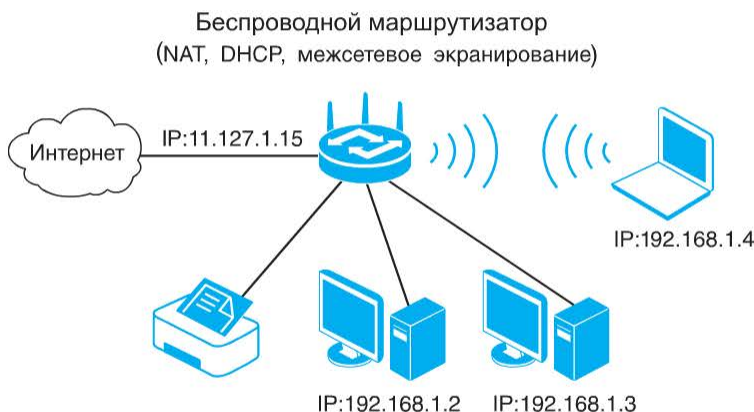 Беспроводной маршрутизатор
(NAT, DHCP, межсетевое экранирование)
Интернет
IP:11.127.1.15
IP:192.168.1.4
IP:192.168.1.2
IP:192.168.1.3